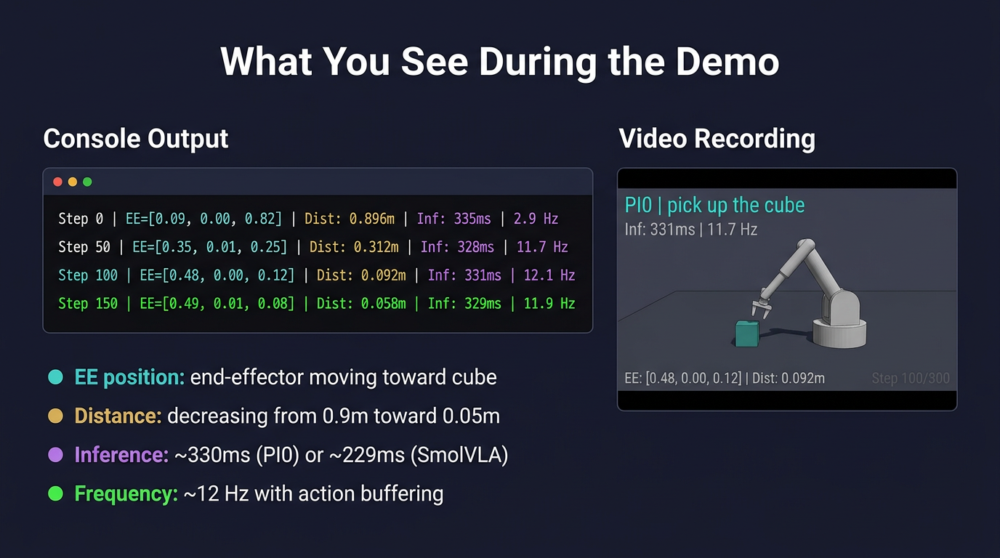 What You See During the Demo
Console Output
Step 0 | EE=[0.09, 0.00, 0.82] | Dist: 0.896m | Inf: 335ms | 2.9 Hz
Step 50 | EE=[0.35, 0.01, 0.25] | Dist: 0.312m | Inf: 328ms | 11.7 Hz
Step 100 | EE=[0.48, 0.00, 0.12] | Dist: 0.092m | Inf: 331ms | 12.1 Hz
Step 150 | EE=[0.49, 0.01, 0.08] | Dist: 0.058m | Inf: 329ms | 11.9 Hz
EE position: end-effector moving toward cube
Distance: decreasing from 0.9m toward 0.05m
Inference: ~330ms (PI0) or ~229ms (SmolVLA)
Frequency: ~12 Hz with action buffering
Video Recording
PI0 | pick up the cube
Inf: 331ms | 11.7 Hz
EE: [0.48, 0.00, 0.12] | Dist: 0.092m
Step 100/300